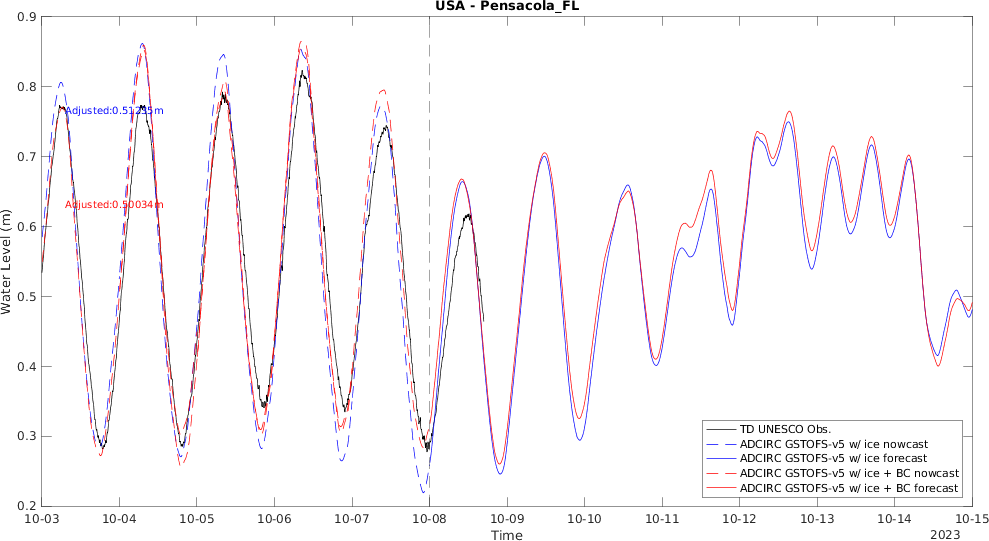 USA - Pensacola_FL
0.9
0.8
0.7
0.6
0.5
0.4
0.3
0.2
Water Level (m)
Adjusted:0.51255m
Adjusted:0.50034m
TD UNESCO Obs.
ADCIRC GSTOFS-v5 w/ ice nowcast
ADCIRC GSTOFS-v5 w/ ice forecast
ADCIRC GSTOFS-v5 w/ ice + BC nowcast
ADCIRC GSTOFS-v5 w/ ice + BC forecast
10-03 10-04 10-05 10-06 10-07 10-08 10-09 10-10 10-11 10-12 10-13 10-14 10-15
Time
2023